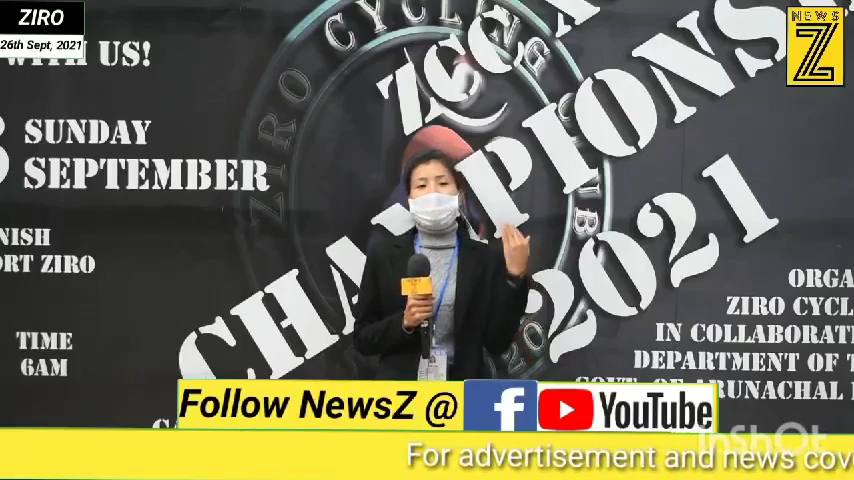 ZIRO
26th Sept, 2021
NEWS
Z
WITH US!
SUNDAY
SEPTEMBER
ZIRO CYCLING CLUB
ZCC
CHAMPIONS
2021
TIME
6AM
ORT ZIRO
ORGA
ZIRO CYCL
IN COLLABORAT
DEPARTMENT OF T
GOVT. OF ARUNACHAL
Follow NewsZ @ f YouTube
InShOt
For advertisement and news cov